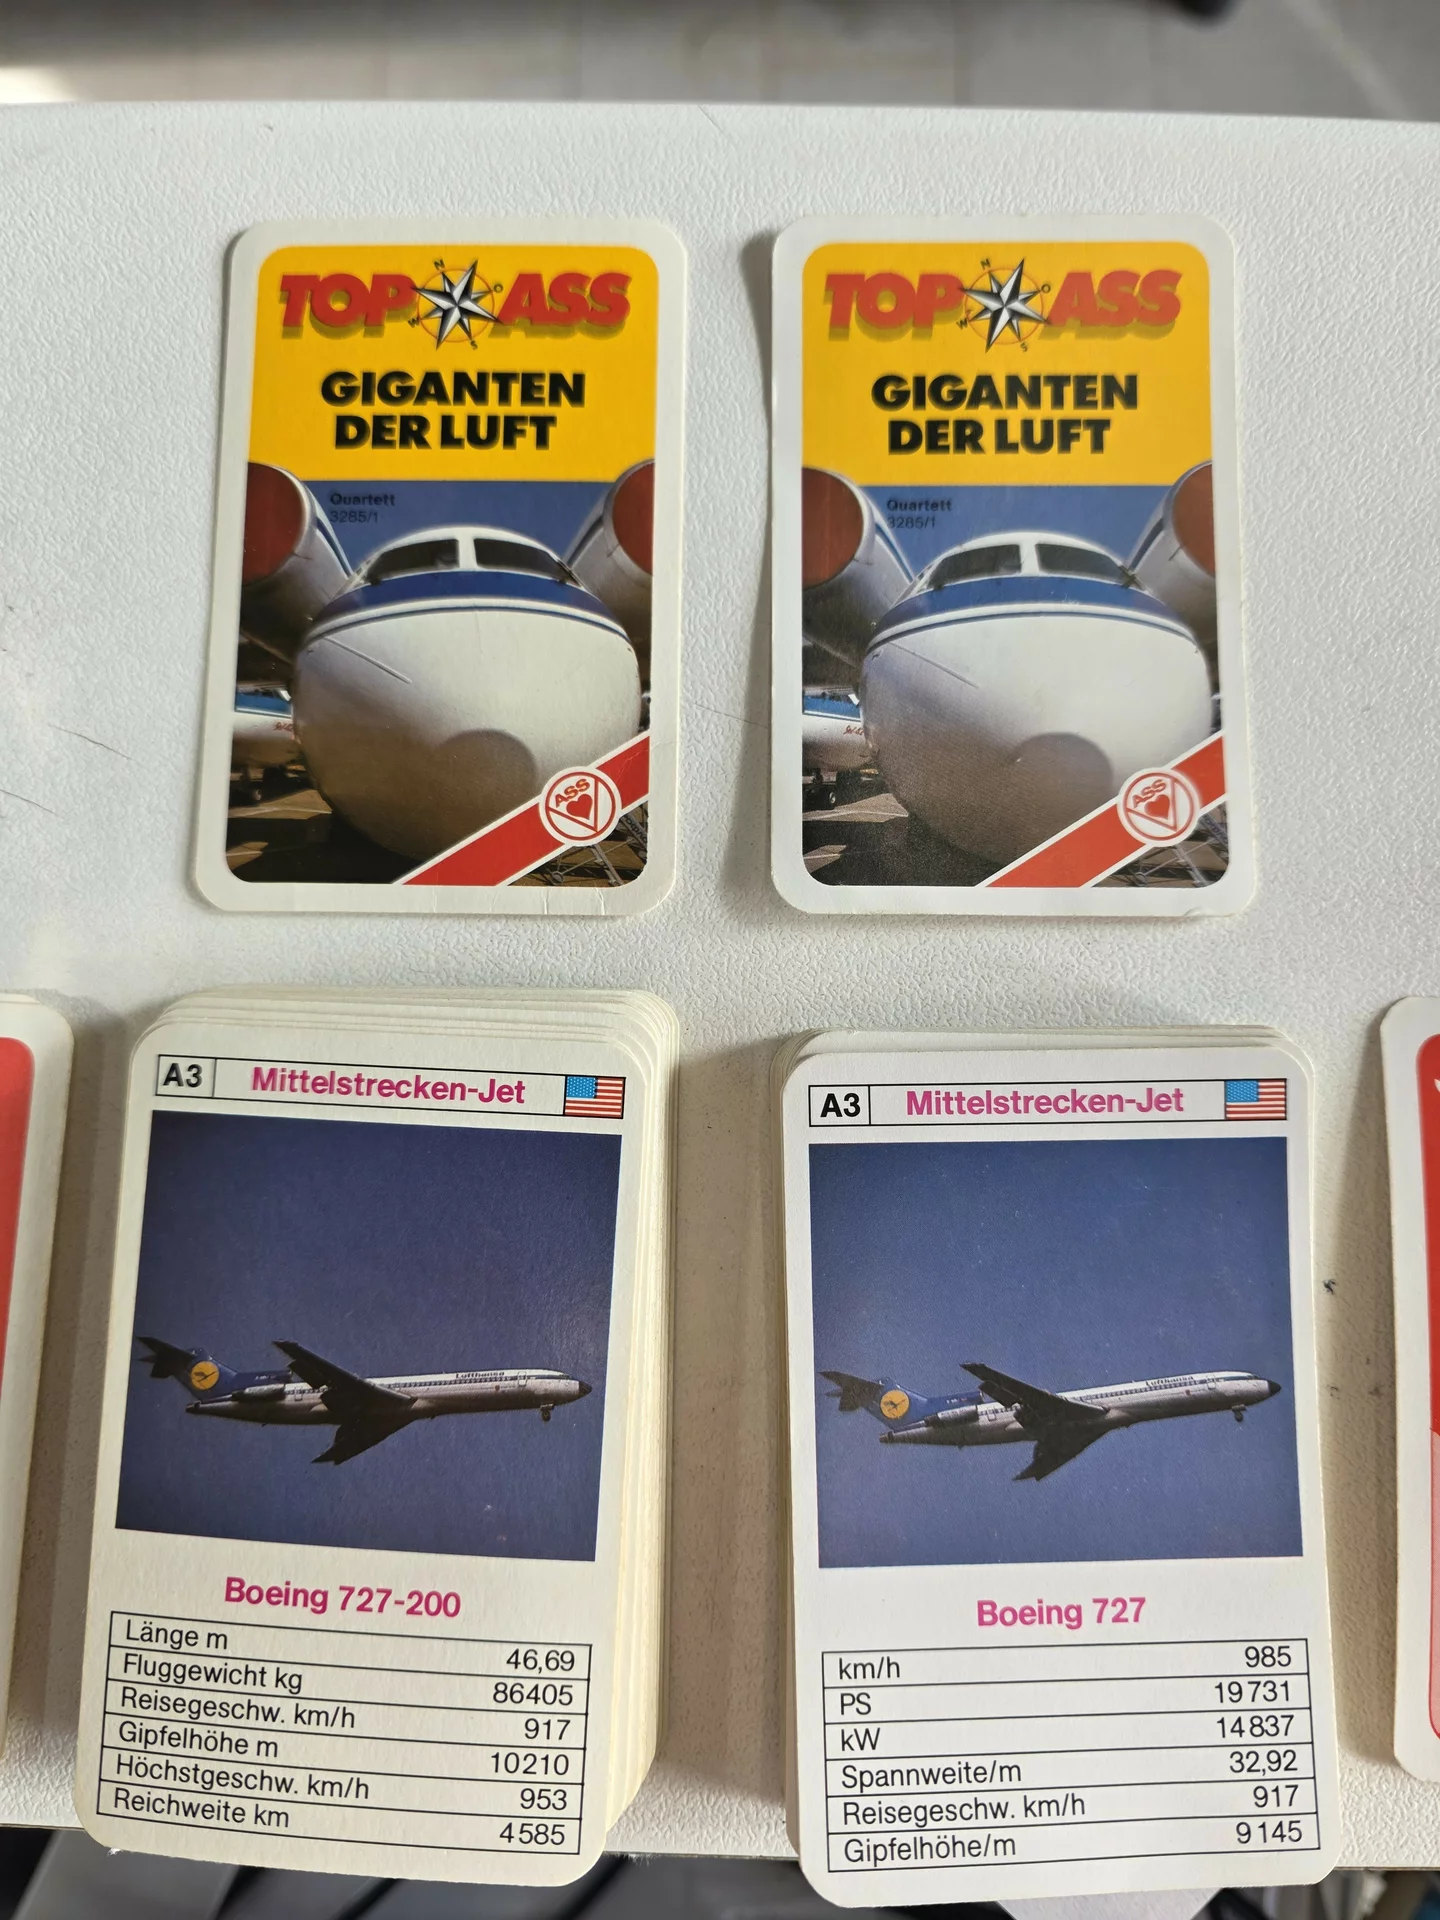 TOP ASS
N
O
W
S
GIGANTEN
DER LUFT
Quartett
3285/1
ASS
TOP ASS
N
O
W
S
GIGANTEN
DER LUFT
Quartett
3285/1
ASS
A3 Mittelstrecken-Jet
Lufthansa
Boeing 727-200
Länge m 46,69
Fluggewicht kg 86405
Reisegeschw. km/h 917
Gipfelhöhe m 10210
Höchstgeschw. km/h 953
Reichweite km 4585
A3 Mittelstrecken-Jet
Lufthansa
Boeing 727
km/h 985
PS 19731
kW 14837
Spannweite/m 32,92
Reisegeschw. km/h 917
Gipfelhöhe/m 9145